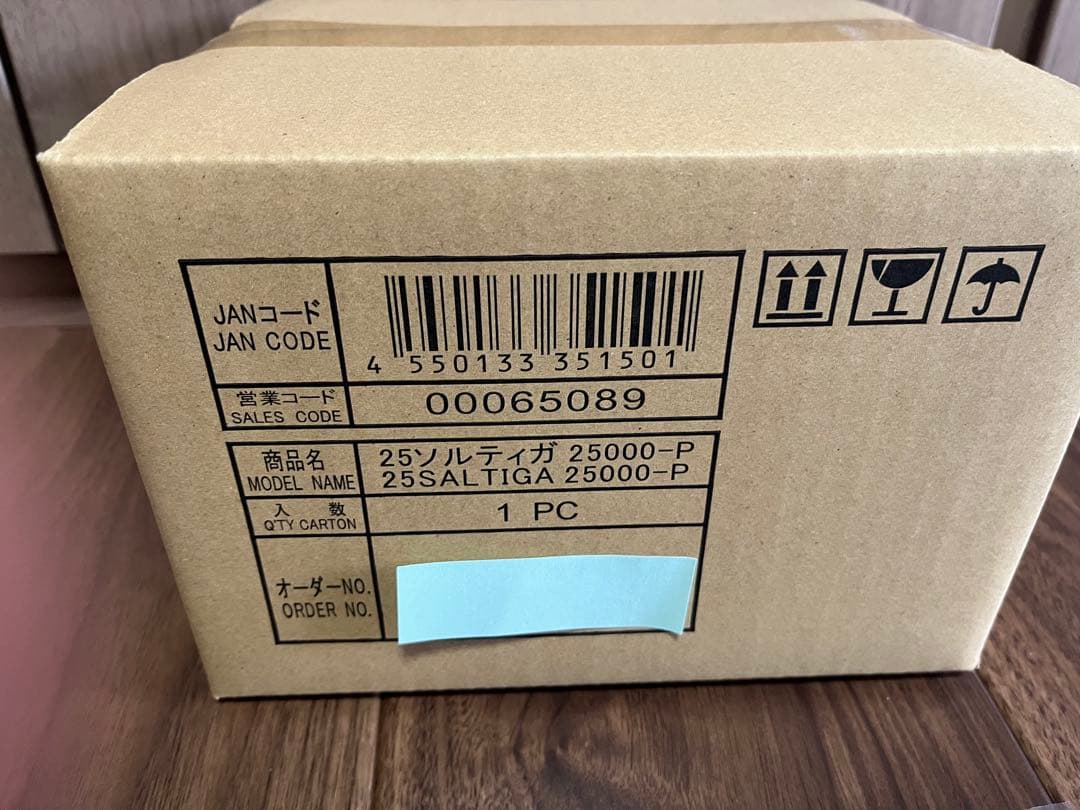 JANコード
JAN CODE
4 550133 351501
営業コード
SALES CODE
00065089
商品名
MODEL NAME
25ソルティガ 25000-P
25SALTIGA 25000-P
入 数
Q'TY CARTON
1 PC
オーダーNO.
ORDER NO.